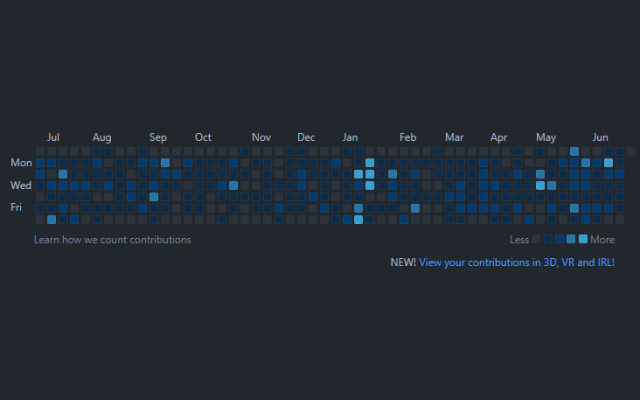 Jul Aug Sep Oct Nov Dec Jan Feb Mar Apr May Jun
Mon
Wed
Fri
Learn how we count contributions Less More
NEW! View your contributions in 3D, VR and IRL!